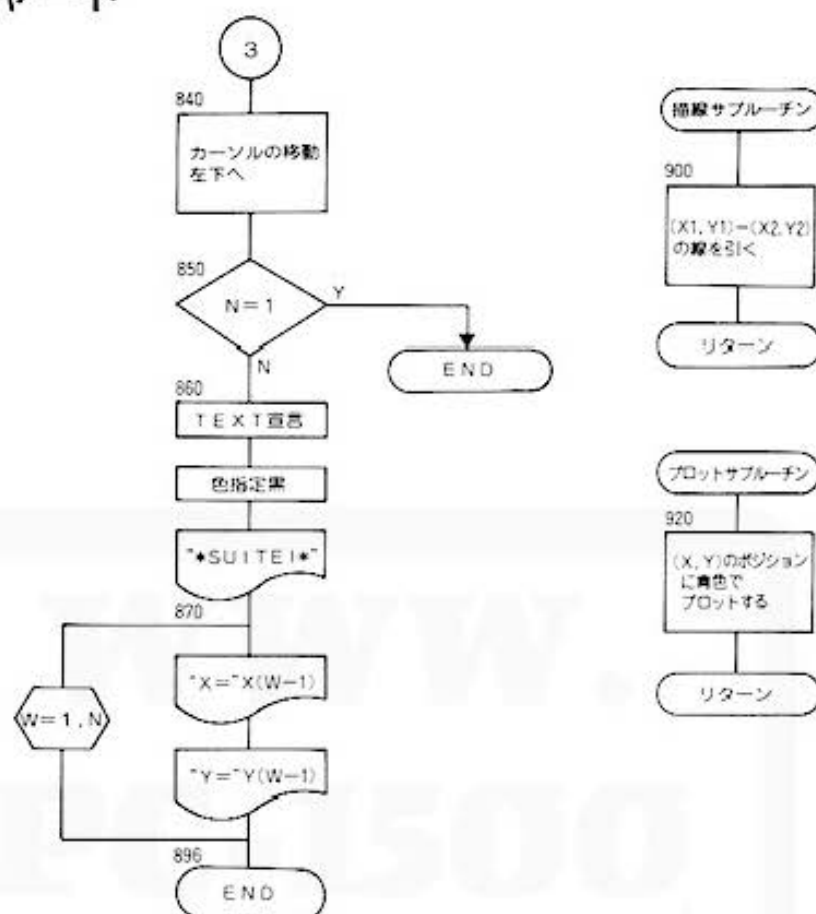 3
840
カーソルの移動
左下へ
850
N=1
Y
END
N
860
TEXT宣言
色指定黒
"*SUITEI*"
870
"X="X(W-1)
W=1,N
"Y="Y(W-1)
896
END
描線サブルーチン
900
(X1,Y1)-(X2,Y2)
の線を引く
リターン
プロットサブルーチン
920
(X,Y)のポジション
に青色で
プロットする
リターン
WWW.
PC-1500